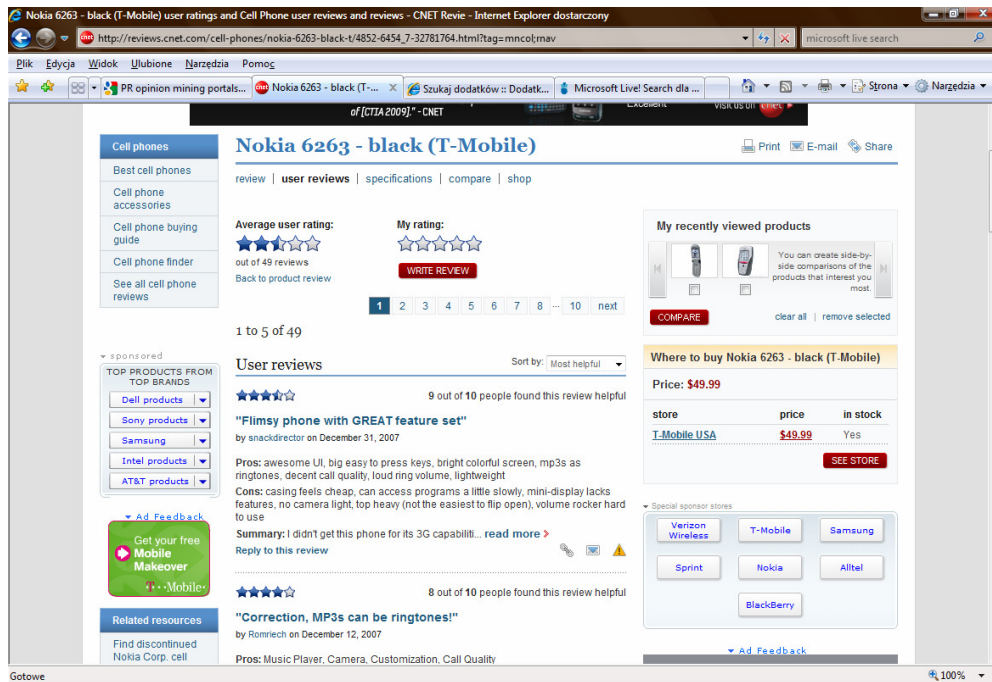 Nokia 6263 - black (T-Mobile) user ratings and Cell Phone user reviews and reviews - CNET Revie - Internet Explorer dostarczony
http://reviews.cnet.com/cell-phones/nokia-6263-black-t/4852-6454_7-32781764.html?tag=mncol;rnav
microsoft live search
Plik Edycja Widok Ulubione Narzędzia Pomoc
PR opinion mining portals...
cnet Nokia 6263 - black (T-...
Szukaj dodatków :: Dodatk...
Microsoft Live! Search dla ...
Strona
Narzędzia
of [CTIA 2009]." - CNET
Excellent
visit us on cnet
Cell phones
Best cell phones
Cell phone
accessories
Cell phone buying
guide
Cell phone finder
See all cell phone
reviews
sponsored
TOP PRODUCTS FROM
TOP BRANDS
Dell products
Sony products
Samsung
Intel products
AT&T products
Ad Feedback
Get your free
Mobile
Makeover
T··Mobile·
Related resources
Find discontinued
Nokia Corp. cell
Nokia 6263 - black (T-Mobile)
Print E-mail Share
review | user reviews | specifications | compare | shop
Average user rating:
out of 49 reviews
Back to product review
My rating:
WRITE REVIEW
1 2 3 4 5 6 7 8 ... 10 next
1 to 5 of 49
User reviews
Sort by: Most helpful
9 out of 10 people found this review helpful
"Flimsy phone with GREAT feature set"
by snackdirector on December 31, 2007
Pros: awesome UI, big easy to press keys, bright colorful screen, mp3s as
ringtones, decent call quality, loud ring volume, lightweight
Cons: casing feels cheap, can access programs a little slowly, mini-display lacks
features, no camera light, top heavy (not the easiest to flip open), volume rocker hard
to use
Summary: I didn't get this phone for its 3G capabiliti... read more >
Reply to this review
8 out of 10 people found this review helpful
"Correction, MP3s can be ringtones!"
by Romriech on December 12, 2007
Pros: Music Player, Camera, Customization, Call Quality
My recently viewed products
You can create side-by-
side comparisons of the
products that interest you
most.
COMPARE
clear all | remove selected
Where to buy Nokia 6263 - black (T-Mobile)
Price: $49.99
store price in stock
T-Mobile USA $49.99 Yes
SEE STORE
Special sponsor stores
Verizon
Wireless
T-Mobile
Samsung
Sprint
Nokia
Alltel
BlackBerry
Ad Feedback
Gotowe
100%